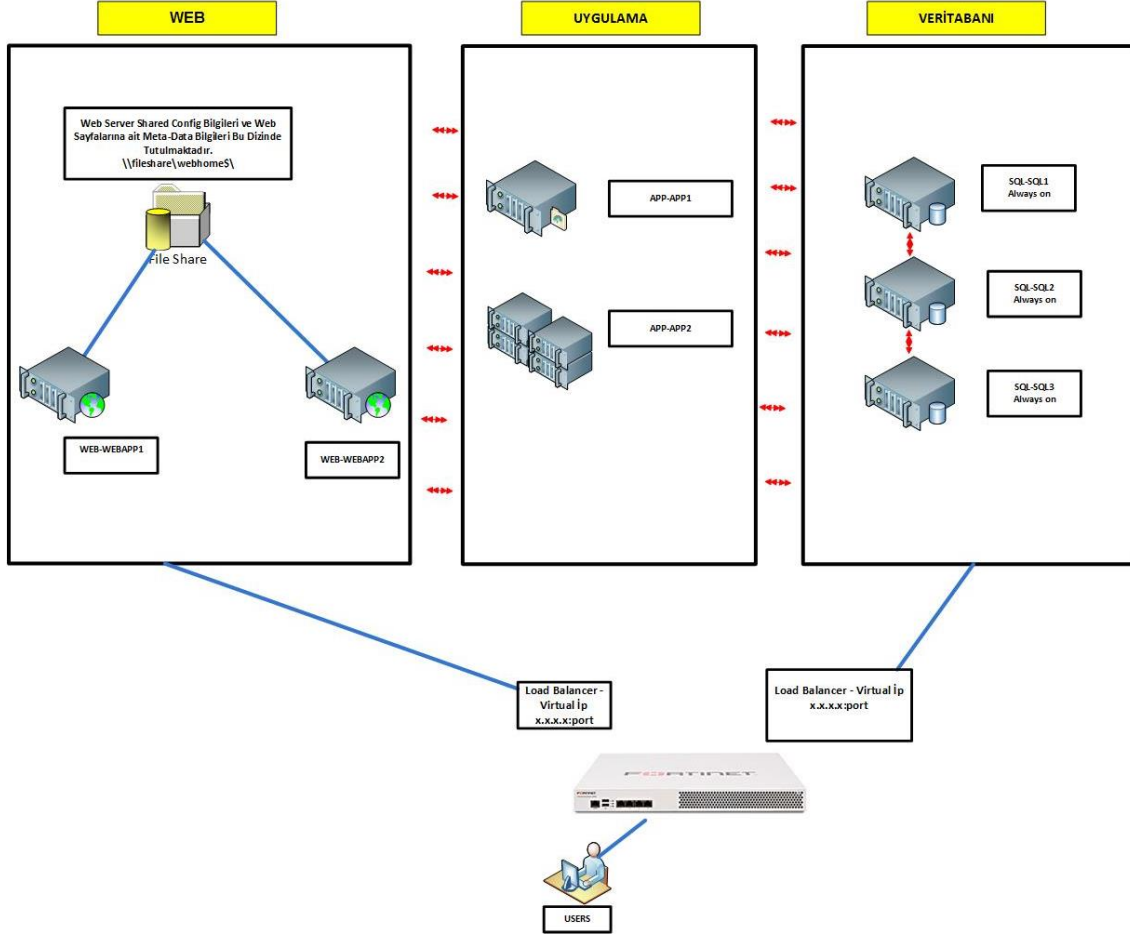 WEB
UYGULAMA
VERİTABANI
Web Server Shared Config Bilgileri ve Web
Sayfalarına ait Meta-Data Bilgileri Bu Dizinde
Tutulmaktadır.
\\fileshare\webhome$\
File Share
WEB-WEBAPP1
WEB-WEBAPP2
APP-APP1
APP-APP2
SQL-SQL1
Always on
SQL-SQL2
Always on
SQL-SQL3
Always on
Load Balancer -
Virtual İp
x.x.x.x:port
Load Balancer - Virtual İp
x.x.x.x:port
FORTINET
USERS